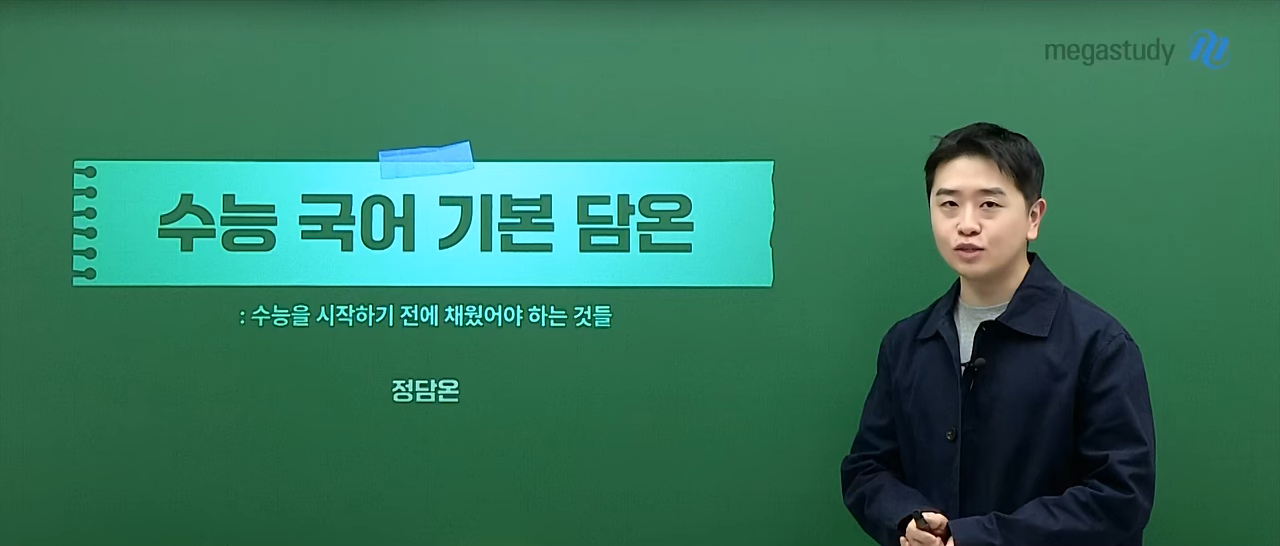 megastudy
수능 국어 기본 담온
: 수능을 시작하기 전에 채웠어야 하는 것들
정담온